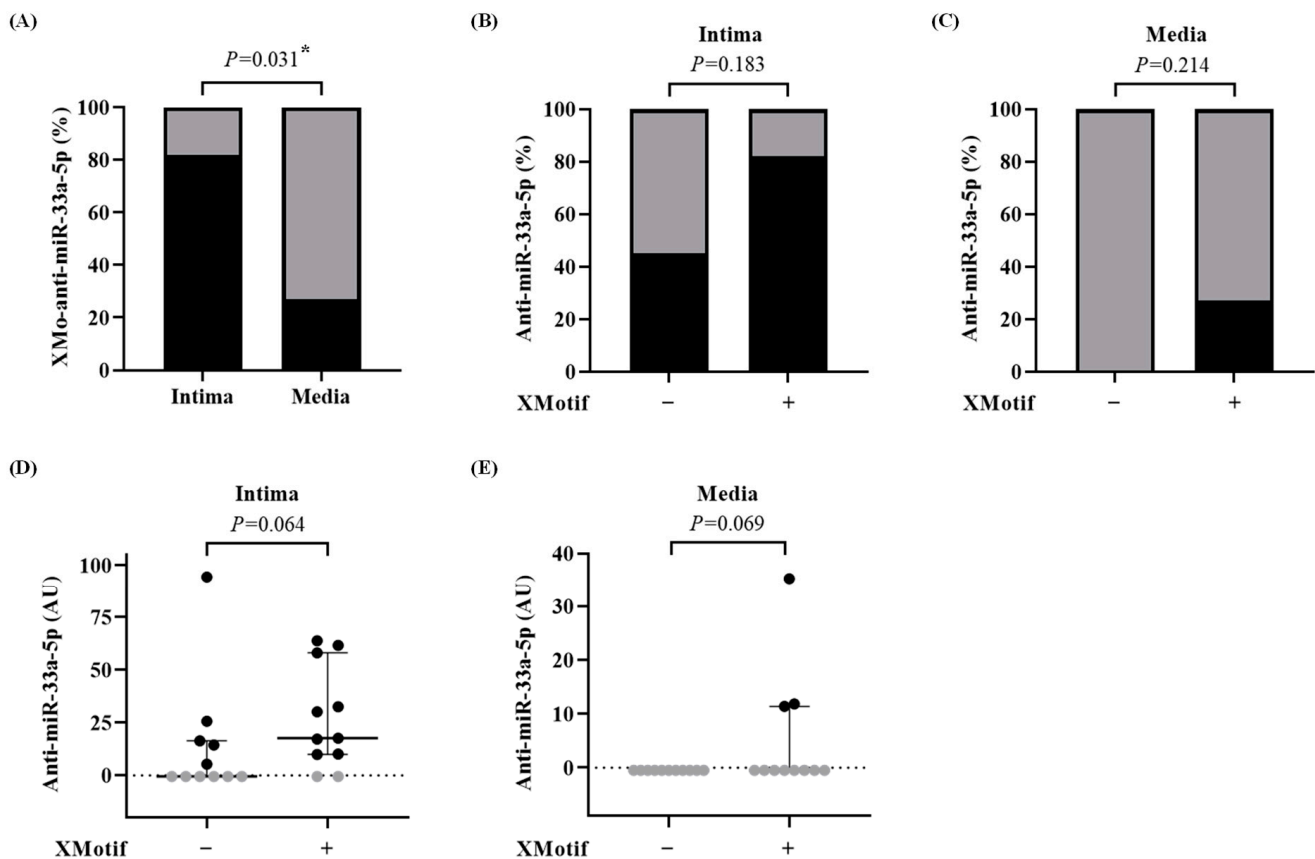 (A)
P=0.031*
XMo-anti-miR-33a-5p (%)
100
80
60
40
20
0
Intima Media
(B)
Intima
P=0.183
Anti-miR-33a-5p (%)
100
80
60
40
20
0
XMotif − +
(C)
Media
P=0.214
Anti-miR-33a-5p (%)
100
80
60
40
20
0
XMotif − +
(D)
Intima
P=0.064
Anti-miR-33a-5p (AU)
100
75
50
25
0
XMotif − +
(E)
Media
P=0.069
Anti-miR-33a-5p (AU)
40
30
20
10
0
XMotif − +